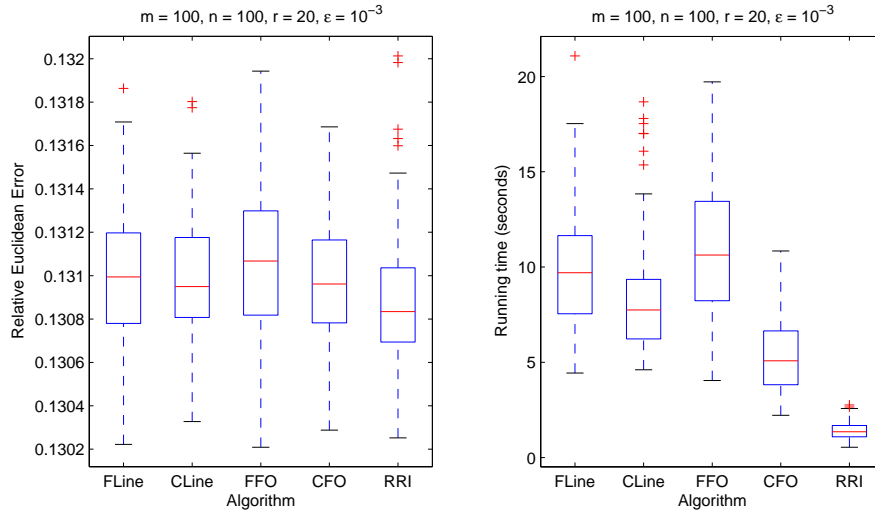 m = 100, n = 100, r = 20, ε = 10⁻³
Relative Euclidean Error
0.132
0.1318
0.1316
0.1314
0.1312
0.131
0.1308
0.1306
0.1304
0.1302
FLine CLine FFO CFO RRI
Algorithm
m = 100, n = 100, r = 20, ε = 10⁻³
Running time (seconds)
20
15
10
5
0
FLine CLine FFO CFO RRI
Algorithm